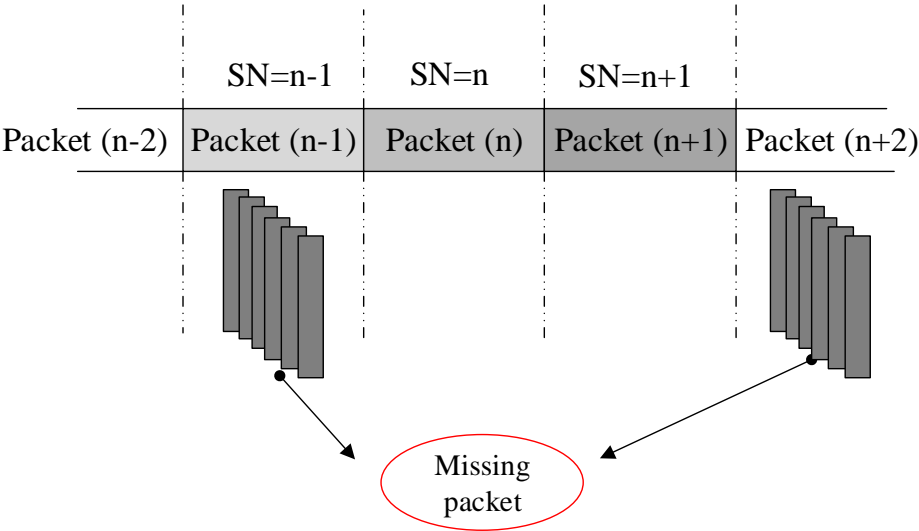 SN=n-1 SN=n SN=n+1
Packet (n-2) Packet (n-1) Packet (n) Packet (n+1) Packet (n+2)
Missing
packet